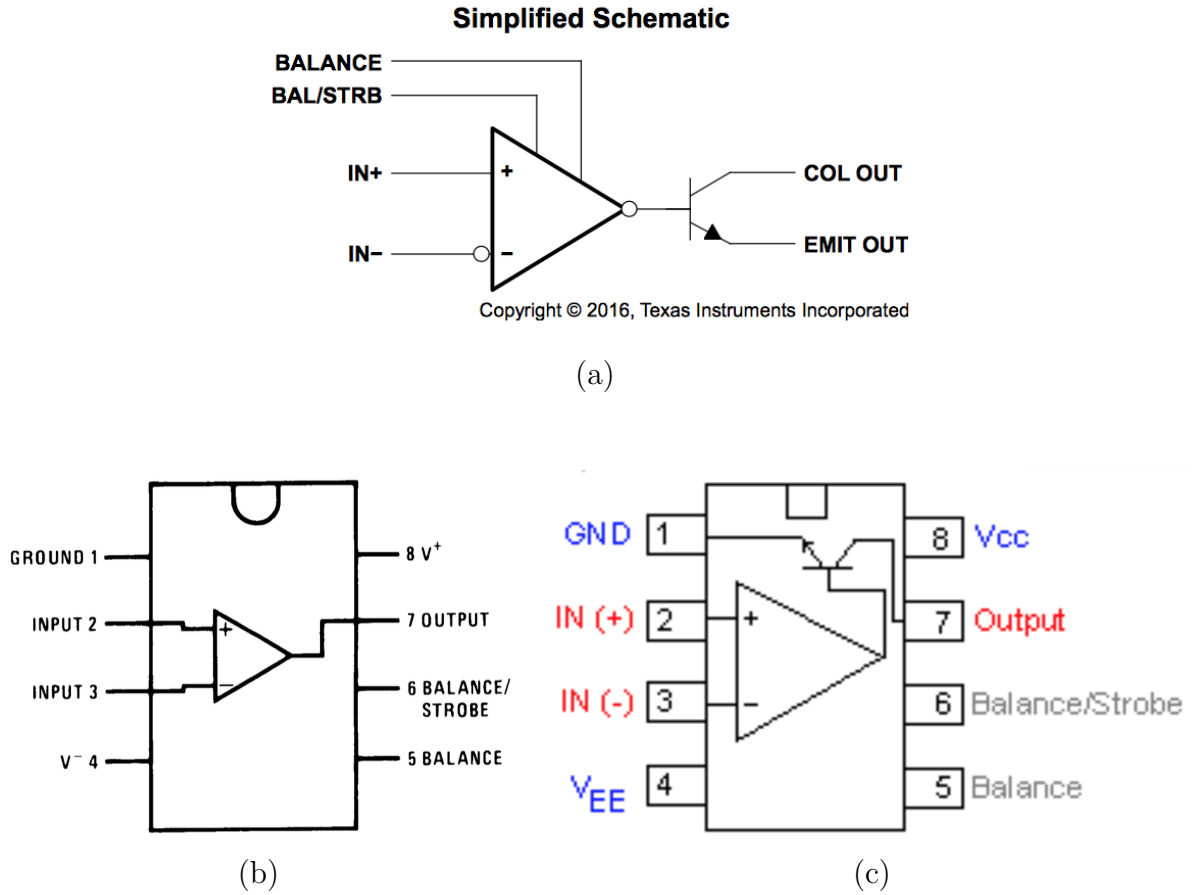 Simplified Schematic
BALANCE
BAL/STRB
IN+
+
COL OUT
IN−
−
EMIT OUT
Copyright © 2016, Texas Instruments Incorporated
(a)
GROUND 1
8 V+
INPUT 2
+
7 OUTPUT
INPUT 3
−
6 BALANCE/
STROBE
V− 4
5 BALANCE
(b)
GND 1
8 Vcc
IN (+) 2
+
7 Output
IN (-) 3
−
6 Balance/Strobe
VEE 4
5 Balance
(c)